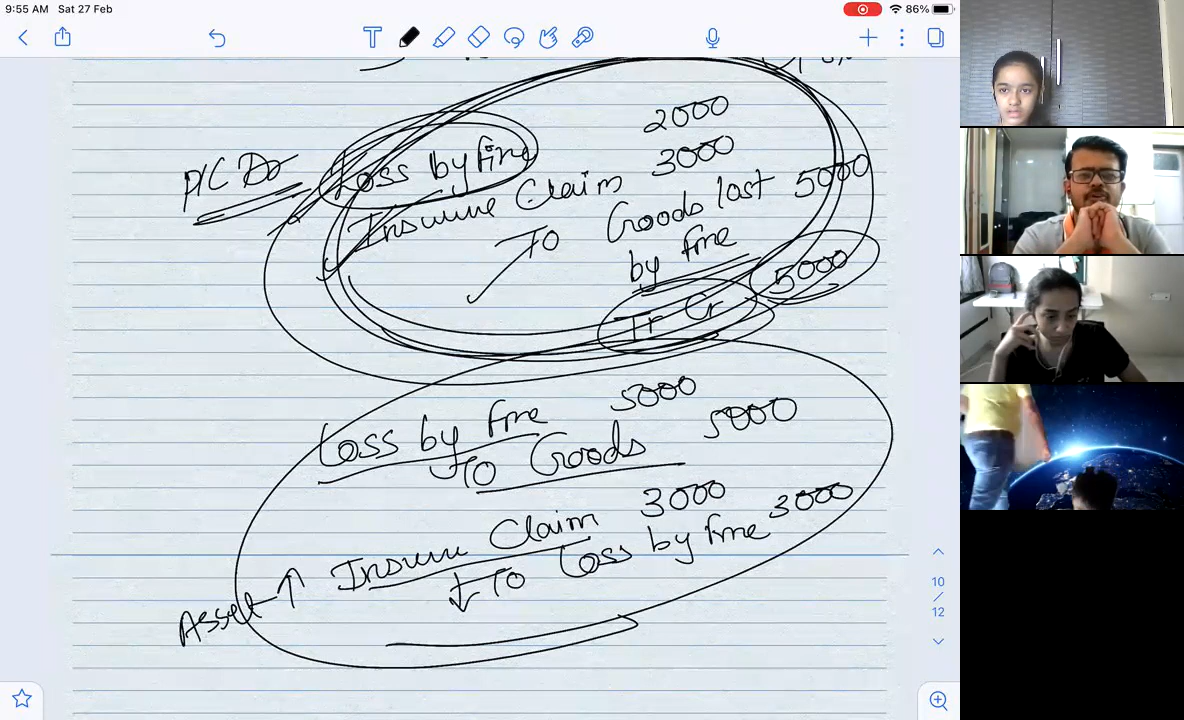 9:55 AM Sat 27 Feb
86%
2000
P/C Dr Loss by fire 3000
Insurne Claim Goods lost 5000
To by fire
Tr Cr 5000
Loss by fire 5000
To Goods 5000
Insurne Claim 3000
To Loss by fire 3000
Asset ↑
10
/
12